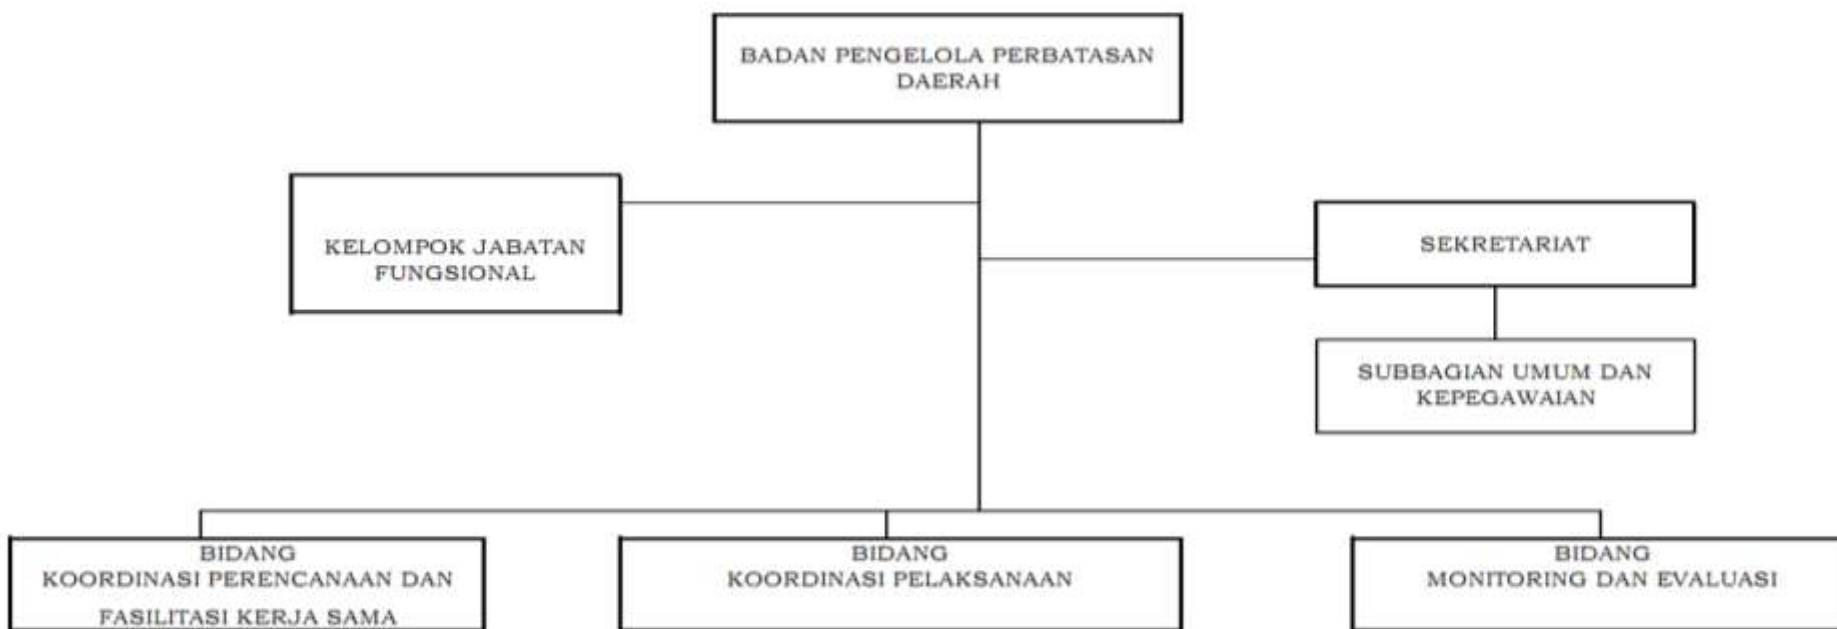 BADAN PENGELOLA PERBATASAN
DAERAH
KELOMPOK JABATAN
FUNGSIONAL
SEKRETARIAT
SUBBAGIAN UMUM DAN
KEPEGAWAIAN
BIDANG
KOORDINASI PERENCANAAN DAN
FASILITASI KERJA SAMA
BIDANG
KOORDINASI PELAKSANAAN
BIDANG
MONITORING DAN EVALUASI